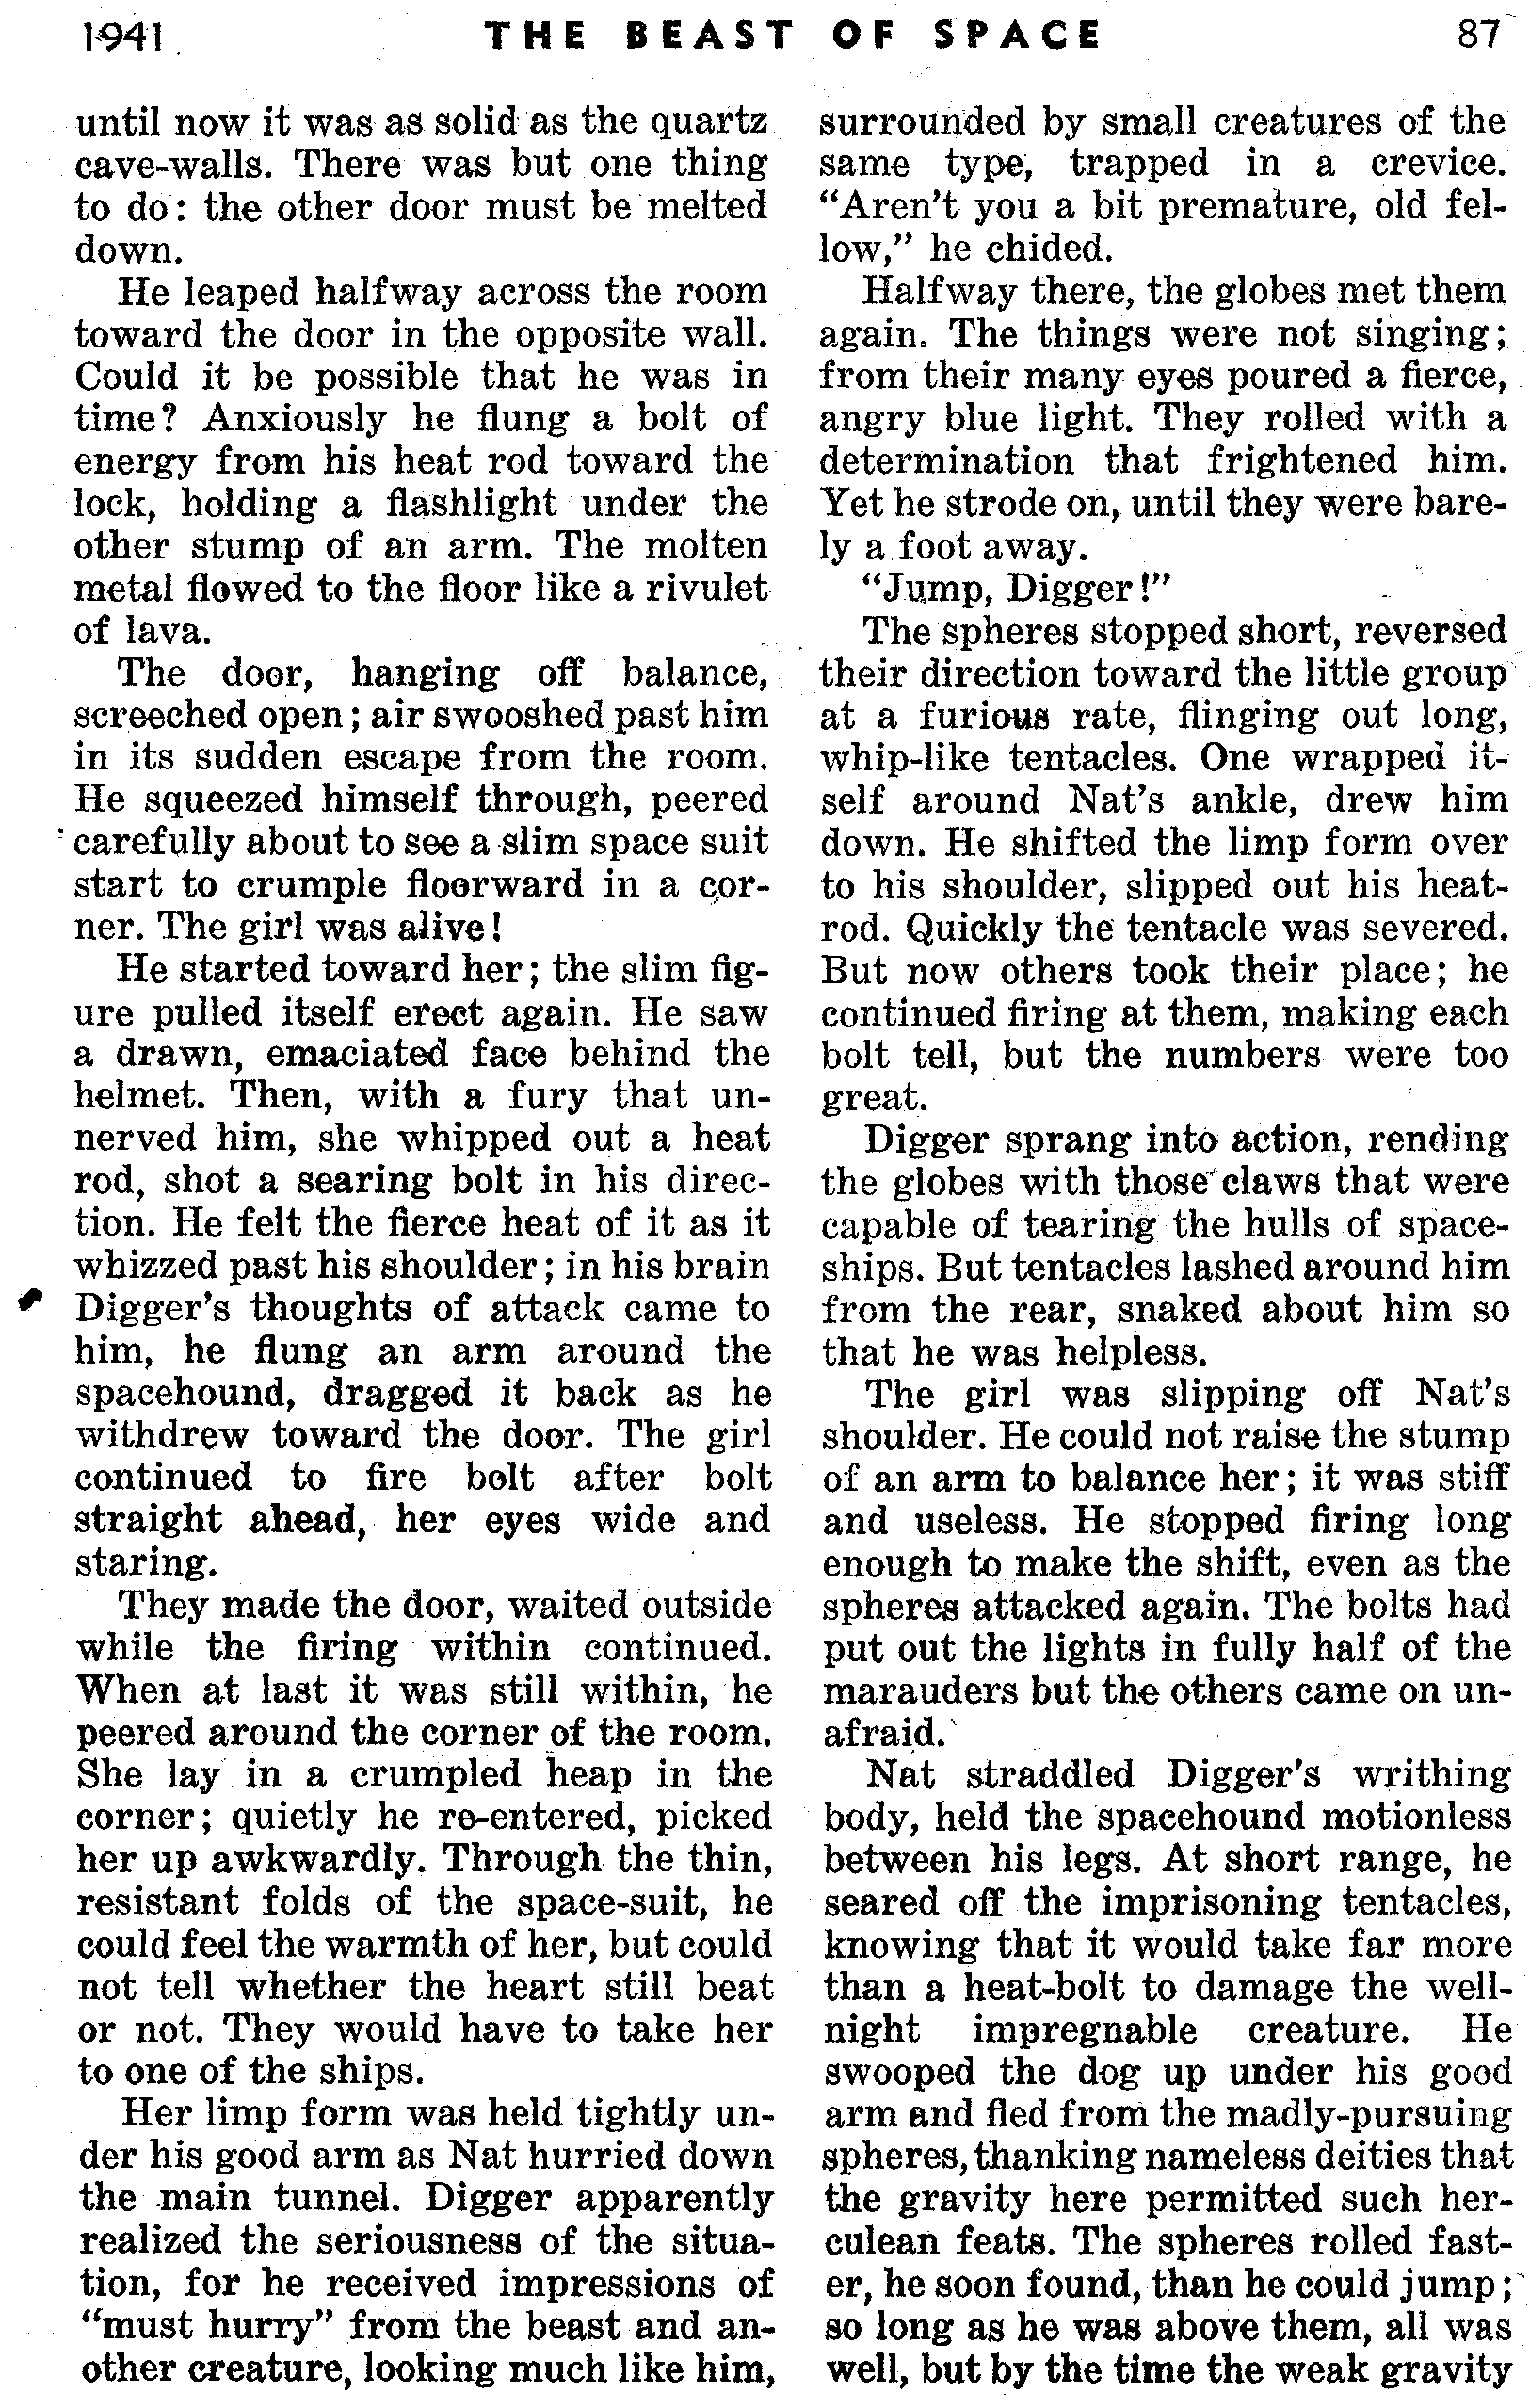 1941 THE BEAST OF SPACE 87
until now it was as solid as the quartz
cave-walls. There was but one thing
to do: the other door must be melted
down.
He leaped halfway across the room
toward the door in the opposite wall.
Could it be possible that he was in
time? Anxiously he flung a bolt of
energy from his heat rod toward the
lock, holding a flashlight under the
other stump of an arm. The molten
metal flowed to the floor like a rivulet
of lava.
The door, hanging off balance,
screeched open; air swooshed past him
in its sudden escape from the room.
He squeezed himself through, peered
carefully about to see a slim space suit
start to crumple floorward in a cor-
ner. The girl was alive!
He started toward her; the slim fig-
ure pulled itself erect again. He saw
a drawn, emaciated face behind the
helmet. Then, with a fury that un-
nerved him, she whipped out a heat
rod, shot a searing bolt in his direc-
tion. He felt the fierce heat of it as it
whizzed past his shoulder; in his brain
Digger's thoughts of attack came to
him, he flung an arm around the
spacehound, dragged it back as he
withdrew toward the door. The girl
continued to fire bolt after bolt
straight ahead, her eyes wide and
staring.
They made the door, waited outside
while the firing within continued.
When at last it was still within, he
peered around the corner of the room.
She lay in a crumpled heap in the
corner; quietly he re-entered, picked
her up awkwardly. Through the thin,
resistant folds of the space-suit, he
could feel the warmth of her, but could
not tell whether the heart still beat
or not. They would have to take her
to one of the ships.
Her limp form was held tightly un-
der his good arm as Nat hurried down
the main tunnel. Digger apparently
realized the seriousness of the situa-
tion, for he received impressions of
"must hurry" from the beast and an-
other creature, looking much like him,
surrounded by small creatures of the
same type, trapped in a crevice.
"Aren't you a bit premature, old fel-
low," he chided.
Halfway there, the globes met them
again. The things were not singing;
from their many eyes poured a fierce,
angry blue light. They rolled with a
determination that frightened him.
Yet he strode on, until they were bare-
ly a foot away.
"Jump, Digger!"
The spheres stopped short, reversed
their direction toward the little group
at a furious rate, flinging out long,
whip-like tentacles. One wrapped it-
self around Nat's ankle, drew him
down. He shifted the limp form over
to his shoulder, slipped out his heat-
rod. Quickly the tentacle was severed.
But now others took their place; he
continued firing at them, making each
bolt tell, but the numbers were too
great.
Digger sprang into action, rending
the globes with those claws that were
capable of tearing the hulls of space-
ships. But tentacles lashed around him
from the rear, snaked about him so
that he was helpless.
The girl was slipping off Nat's
shoulder. He could not raise the stump
of an arm to balance her; it was stiff
and useless. He stopped firing long
enough to make the shift, even as the
spheres attacked again. The bolts had
put out the lights in fully half of the
marauders but the others came on un-
afraid.
Nat straddled Digger's writhing
body, held the spacehound motionless
between his legs. At short range, he
seared off the imprisoning tentacles,
knowing that it would take far more
than a heat-bolt to damage the well-
night impregnable creature. He
swooped the dog up under his good
arm and fled from the madly-pursuing
spheres, thanking nameless deities that
the gravity here permitted such her-
culean feats. The spheres rolled fast-
er, he soon found, than he could jump;
so long as he was above them, all was
well, but by the time the weak gravity